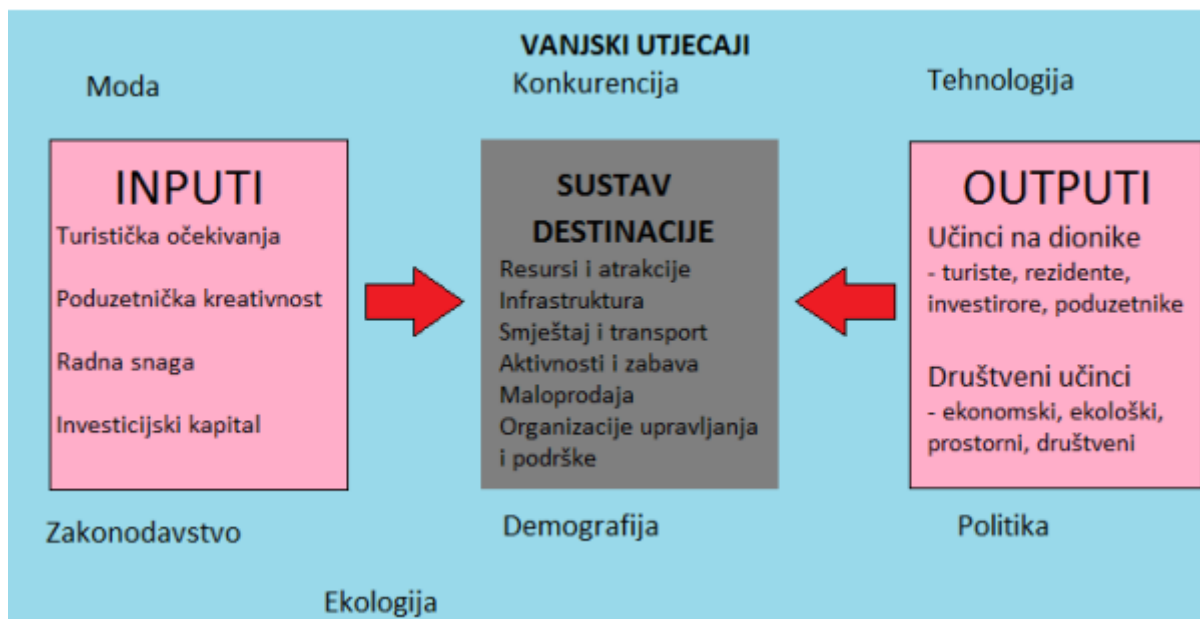 VANJSKI UTJECAJI
Moda
Konkurencija
Tehnologija
INPUTI
Turistička očekivanja
Poduzetnička kreativnost
Radna snaga
Investicijski kapital
SUSTAV
DESTINACIJE
Resursi i atrakcije
Infrastruktura
Smještaj i transport
Aktivnosti i zabava
Maloprodaja
Organizacije upravljanja
i podrške
OUTPUTI
Učinci na dionike
- turiste, rezidente,
investirore, poduzetnike
Društveni učinci
- ekonomski, ekološki,
prostorni, društveni
Zakonodavstvo
Demografija
Politika
Ekologija